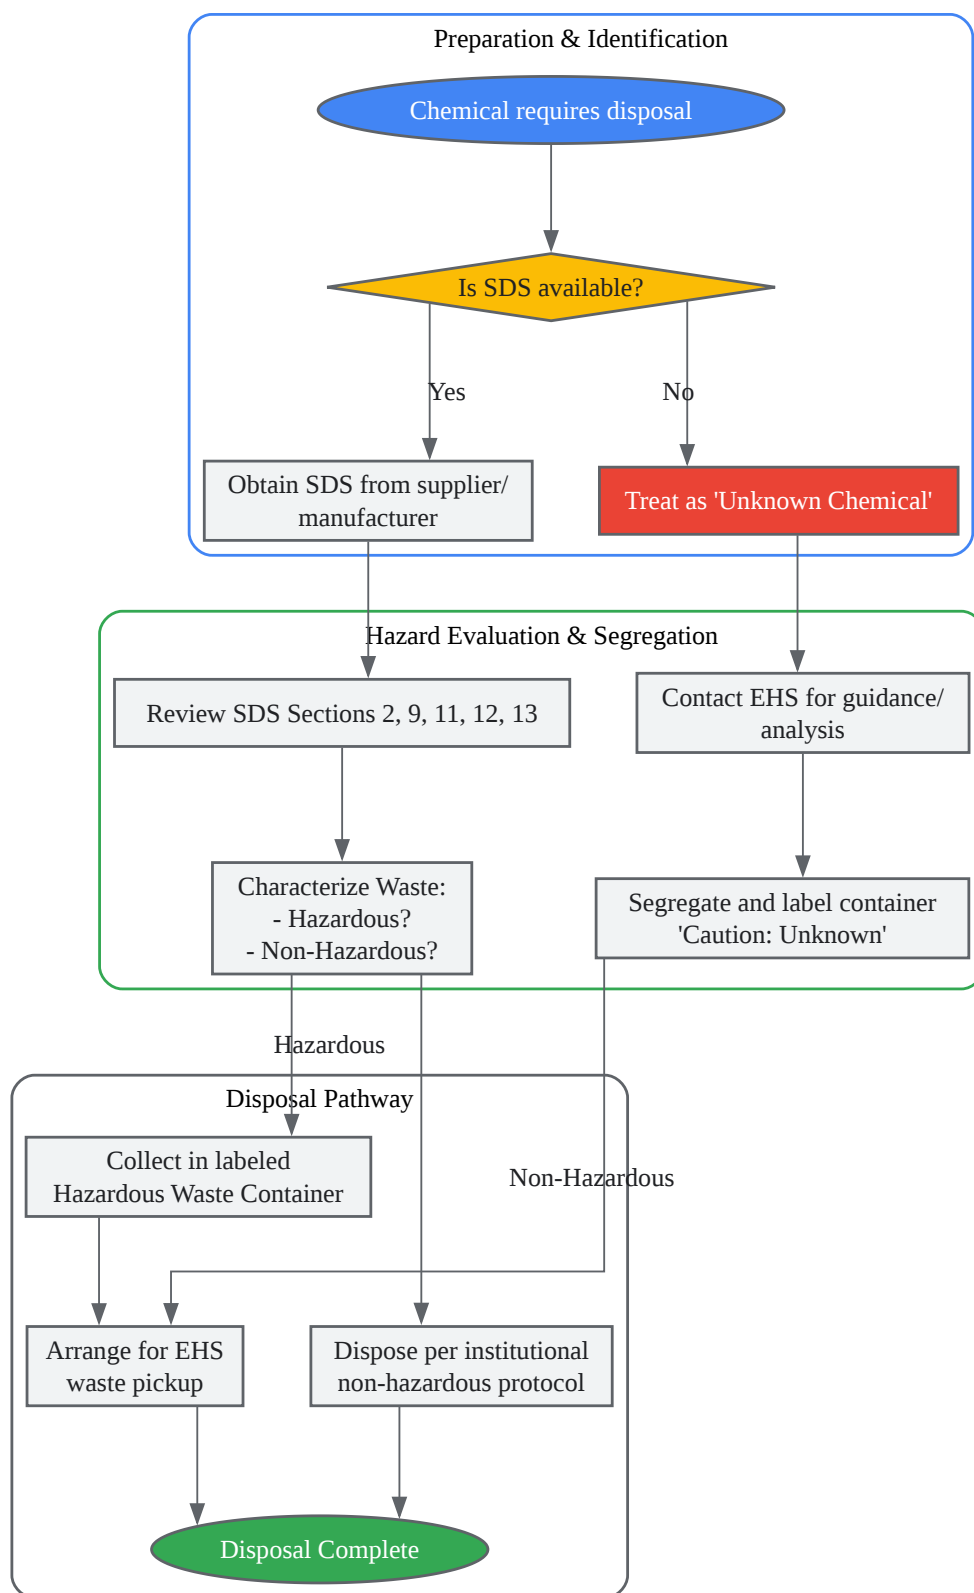 Preparation & Identification
Chemical requires disposal
Is SDS available?
Yes
No
Obtain SDS from supplier/
manufacturer
Treat as 'Unknown Chemical'
Hazard Evaluation & Segregation
Review SDS Sections 2, 9, 11, 12, 13
Contact EHS for guidance/
analysis
Characterize Waste:
- Hazardous?
- Non-Hazardous?
Segregate and label container
'Caution: Unknown'
Hazardous
Disposal Pathway
Collect in labeled
Hazardous Waste Container
Non-Hazardous
Arrange for EHS
waste pickup
Dispose per institutional
non-hazardous protocol
Disposal Complete